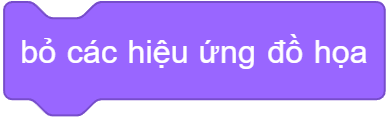 bỏ các hiệu ứng đồ họa